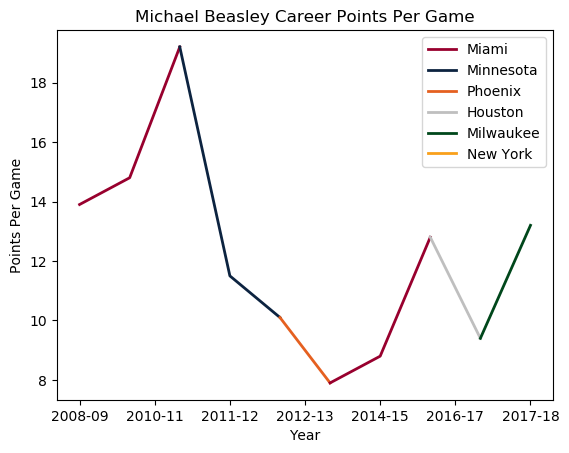 Michael Beasley Career Points Per Game
Miami
Minnesota
Phoenix
Houston
Milwaukee
New York
Points Per Game
18
16
14
12
10
8
2008-09
2010-11
2011-12
2012-13
2014-15
2016-17
2017-18
Year